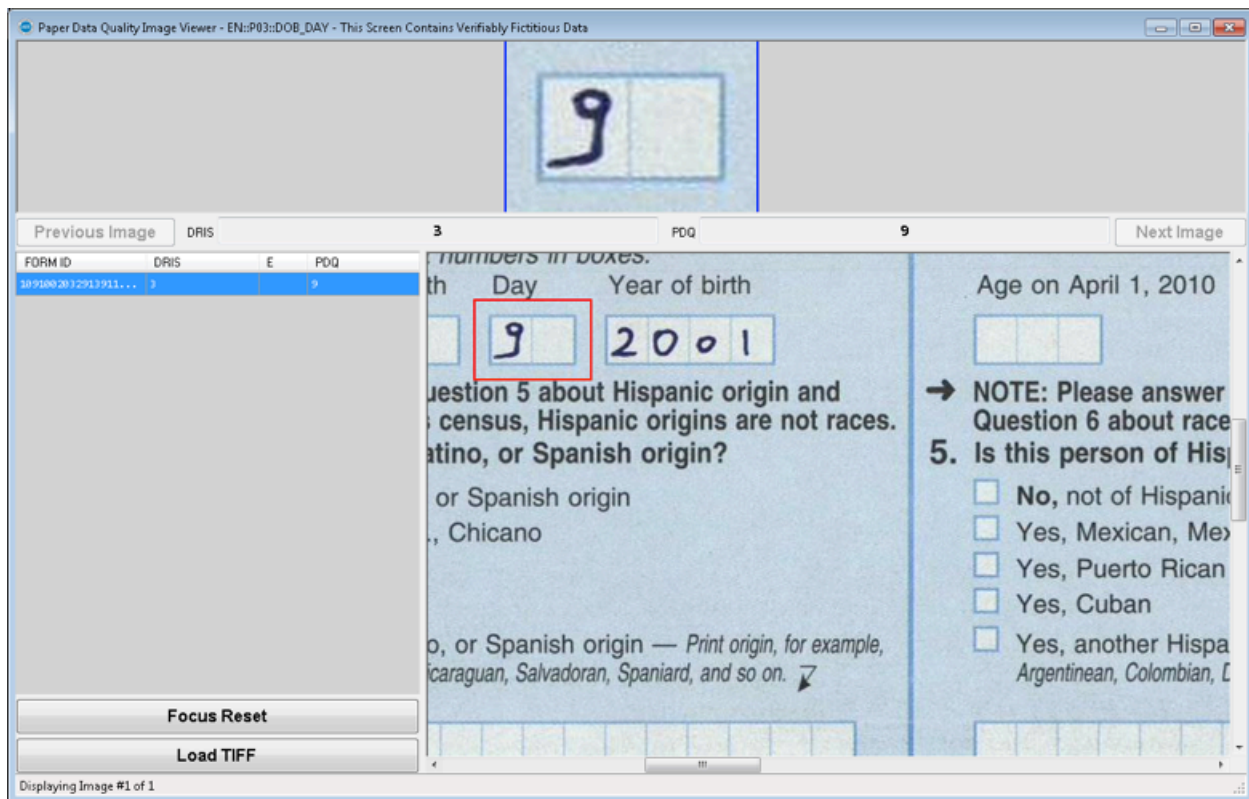 Paper Data Quality Image Viewer - EN::P03::DOB_DAY - This Screen Contains Verifiably Fictitious Data
9
Previous Image DRIS 3 PDQ 9 Next Image
FORM ID DRIS E PDQ
1091002032913911... 3 9
numbers in boxes.
th Day Year of birth Age on April 1, 2010
9 2001
uestion 5 about Hispanic origin and
census, Hispanic origins are not races.
atino, or Spanish origin?
or Spanish origin
., Chicano
o, or Spanish origin — Print origin, for example,
icaraguan, Salvadoran, Spaniard, and so on.
→ NOTE: Please answer
Question 6 about race
5. Is this person of His
No, not of Hispanic
Yes, Mexican, Mex
Yes, Puerto Rican
Yes, Cuban
Yes, another Hispa
Argentinean, Colombian, D
Focus Reset
Load TIFF
Displaying Image #1 of 1